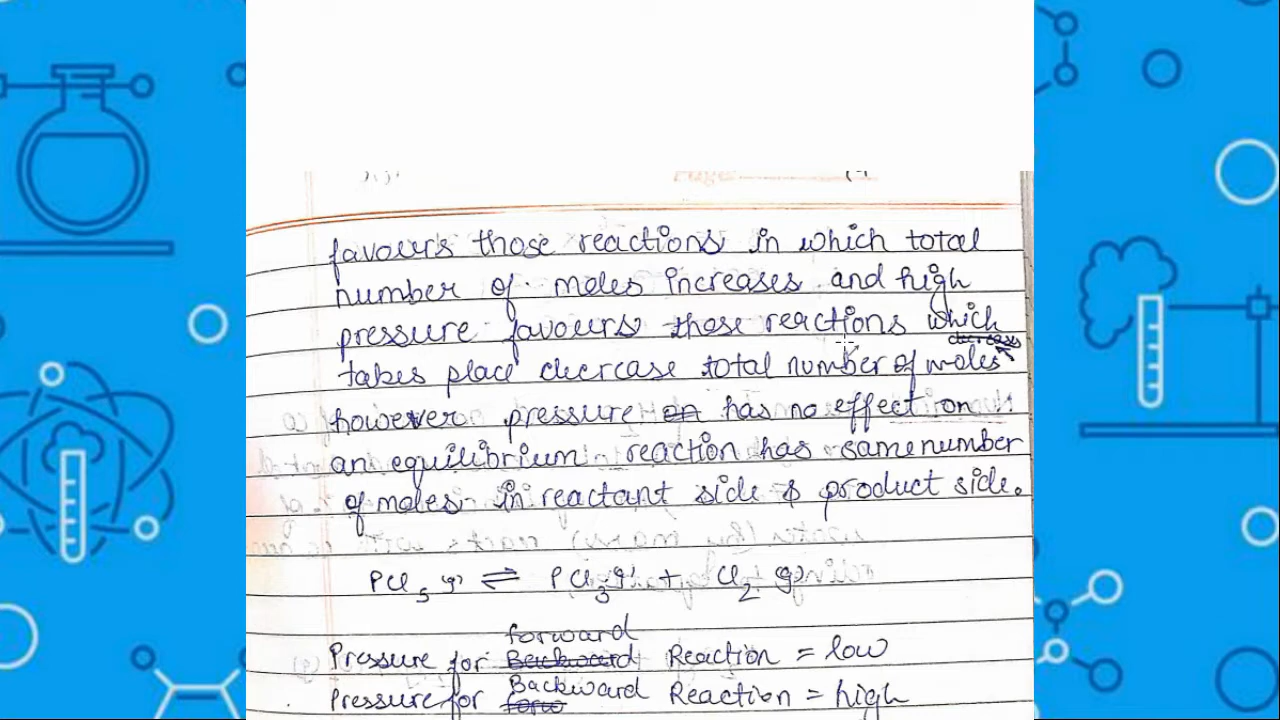 favours those reactions in which total
number of moles increases and high
pressure favours those reactions which
decreases
takes place decrease total number of moles
however pressure on has no effect on
an equilibrium reaction has same number
of moles in reactant side & product side.
PCl5 (g) ⇌ PCl3 (g) + Cl2 (g)
forward
Pressure for Backward Reaction = low
Backward
Pressure for Reaction = high